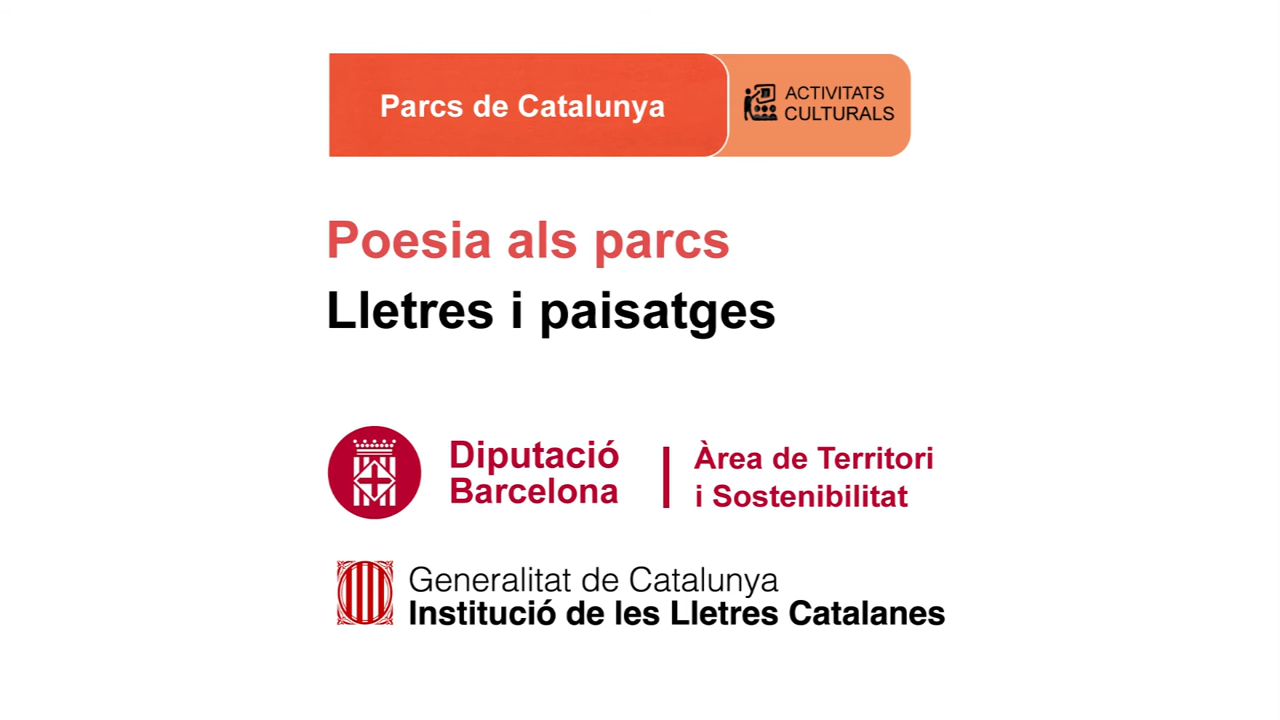 Parcs de Catalunya
ACTIVITATS
CULTURALS
Poesia als parcs
Lletres i paisatges
Diputació
Barcelona
Àrea de Territori
i Sostenibilitat
Generalitat de Catalunya
Institució de les Lletres Catalanes